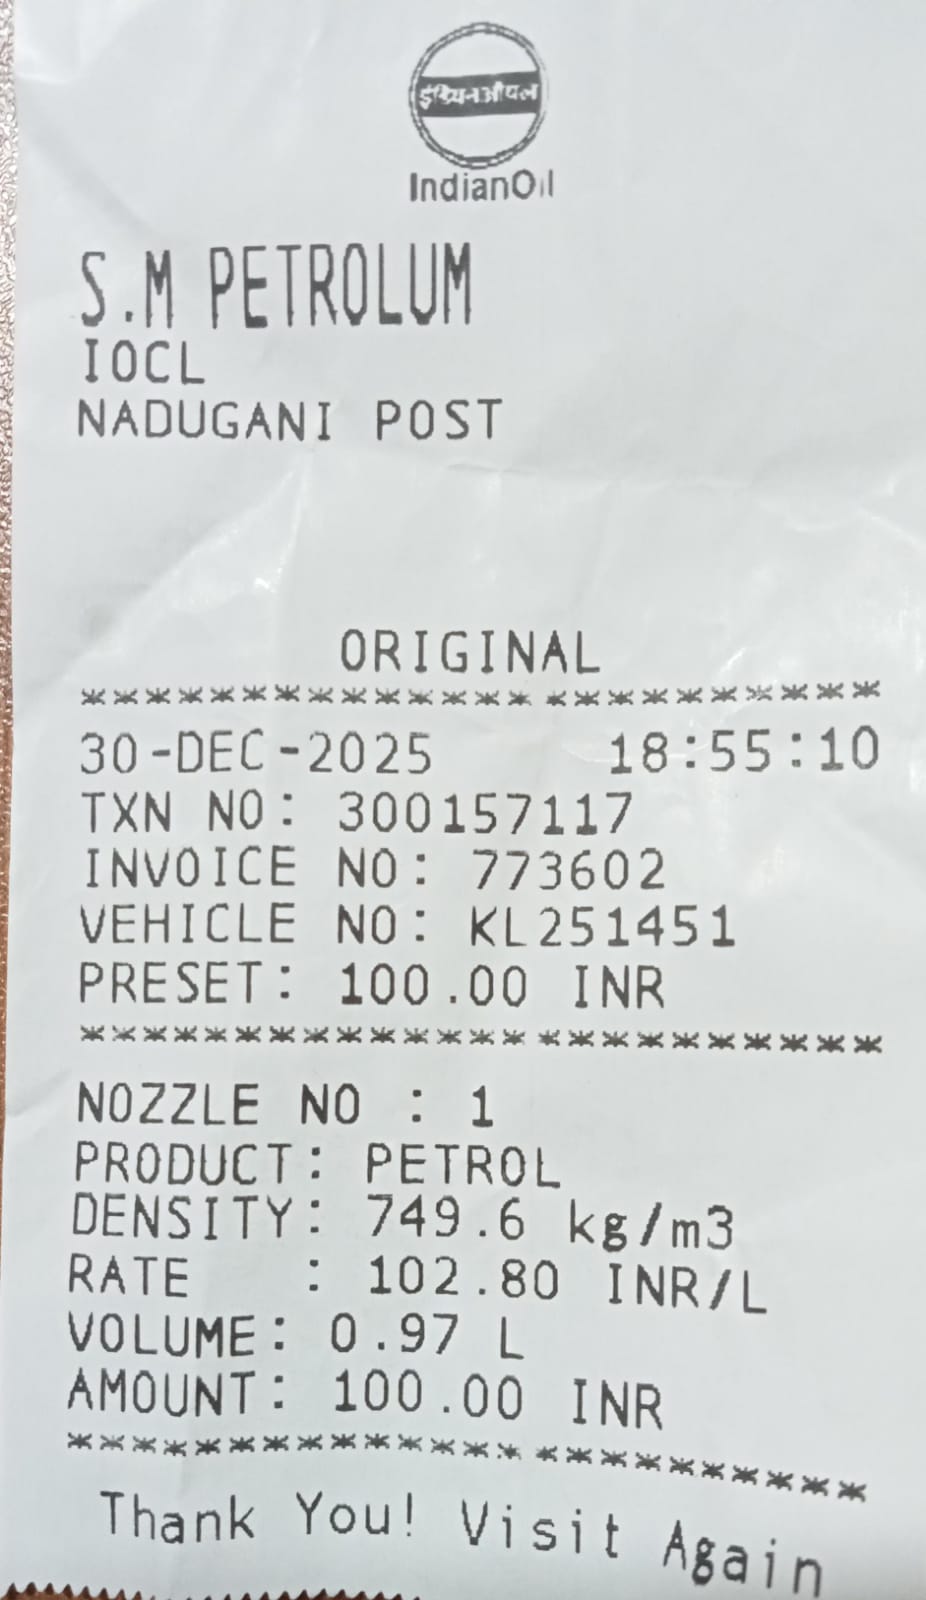 इंडियनऑयल
IndianOil
S.M PETROLUM
IOCL
NADUGANI POST
ORIGINAL
*************************
30-DEC-2025 18:55:10
TXN NO: 300157117
INVOICE NO: 773602
VEHICLE NO: KL251451
PRESET: 100.00 INR
*************************
NOZZLE NO : 1
PRODUCT: PETROL
DENSITY: 749.6 kg/m3
RATE : 102.80 INR/L
VOLUME: 0.97 L
AMOUNT: 100.00 INR
*************************
Thank You! Visit Again